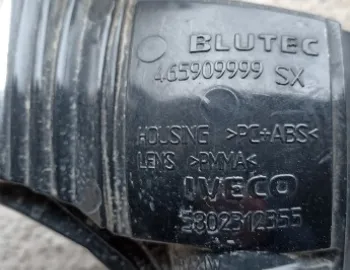 BLUTEC
465909999 SX
HOUSING >PC+ABS<
LENS >PMMA<
IVECO
5802312355